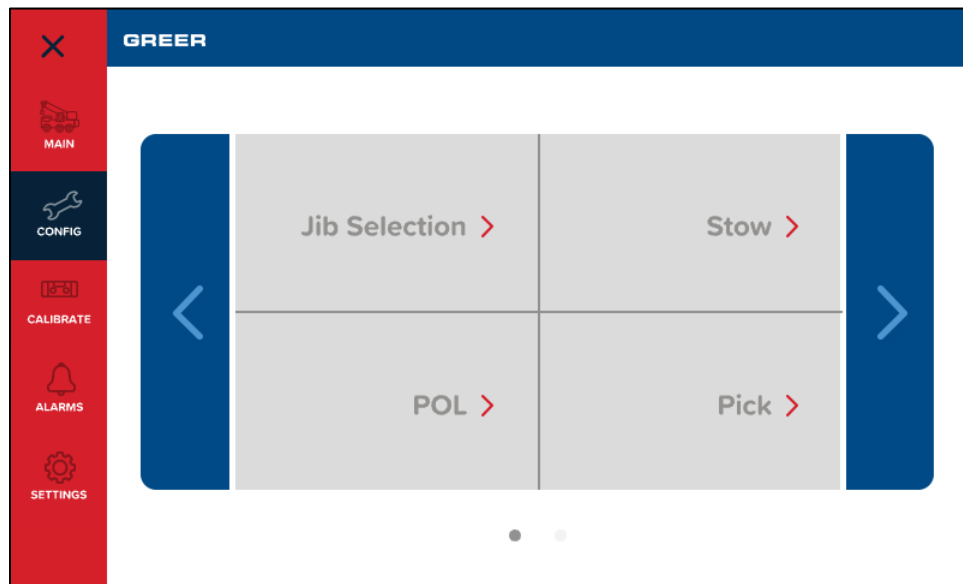 GREER
MAIN
CONFIG
CALIBRATE
ALARMS
SETTINGS
Jib Selection
Stow
POL
Pick